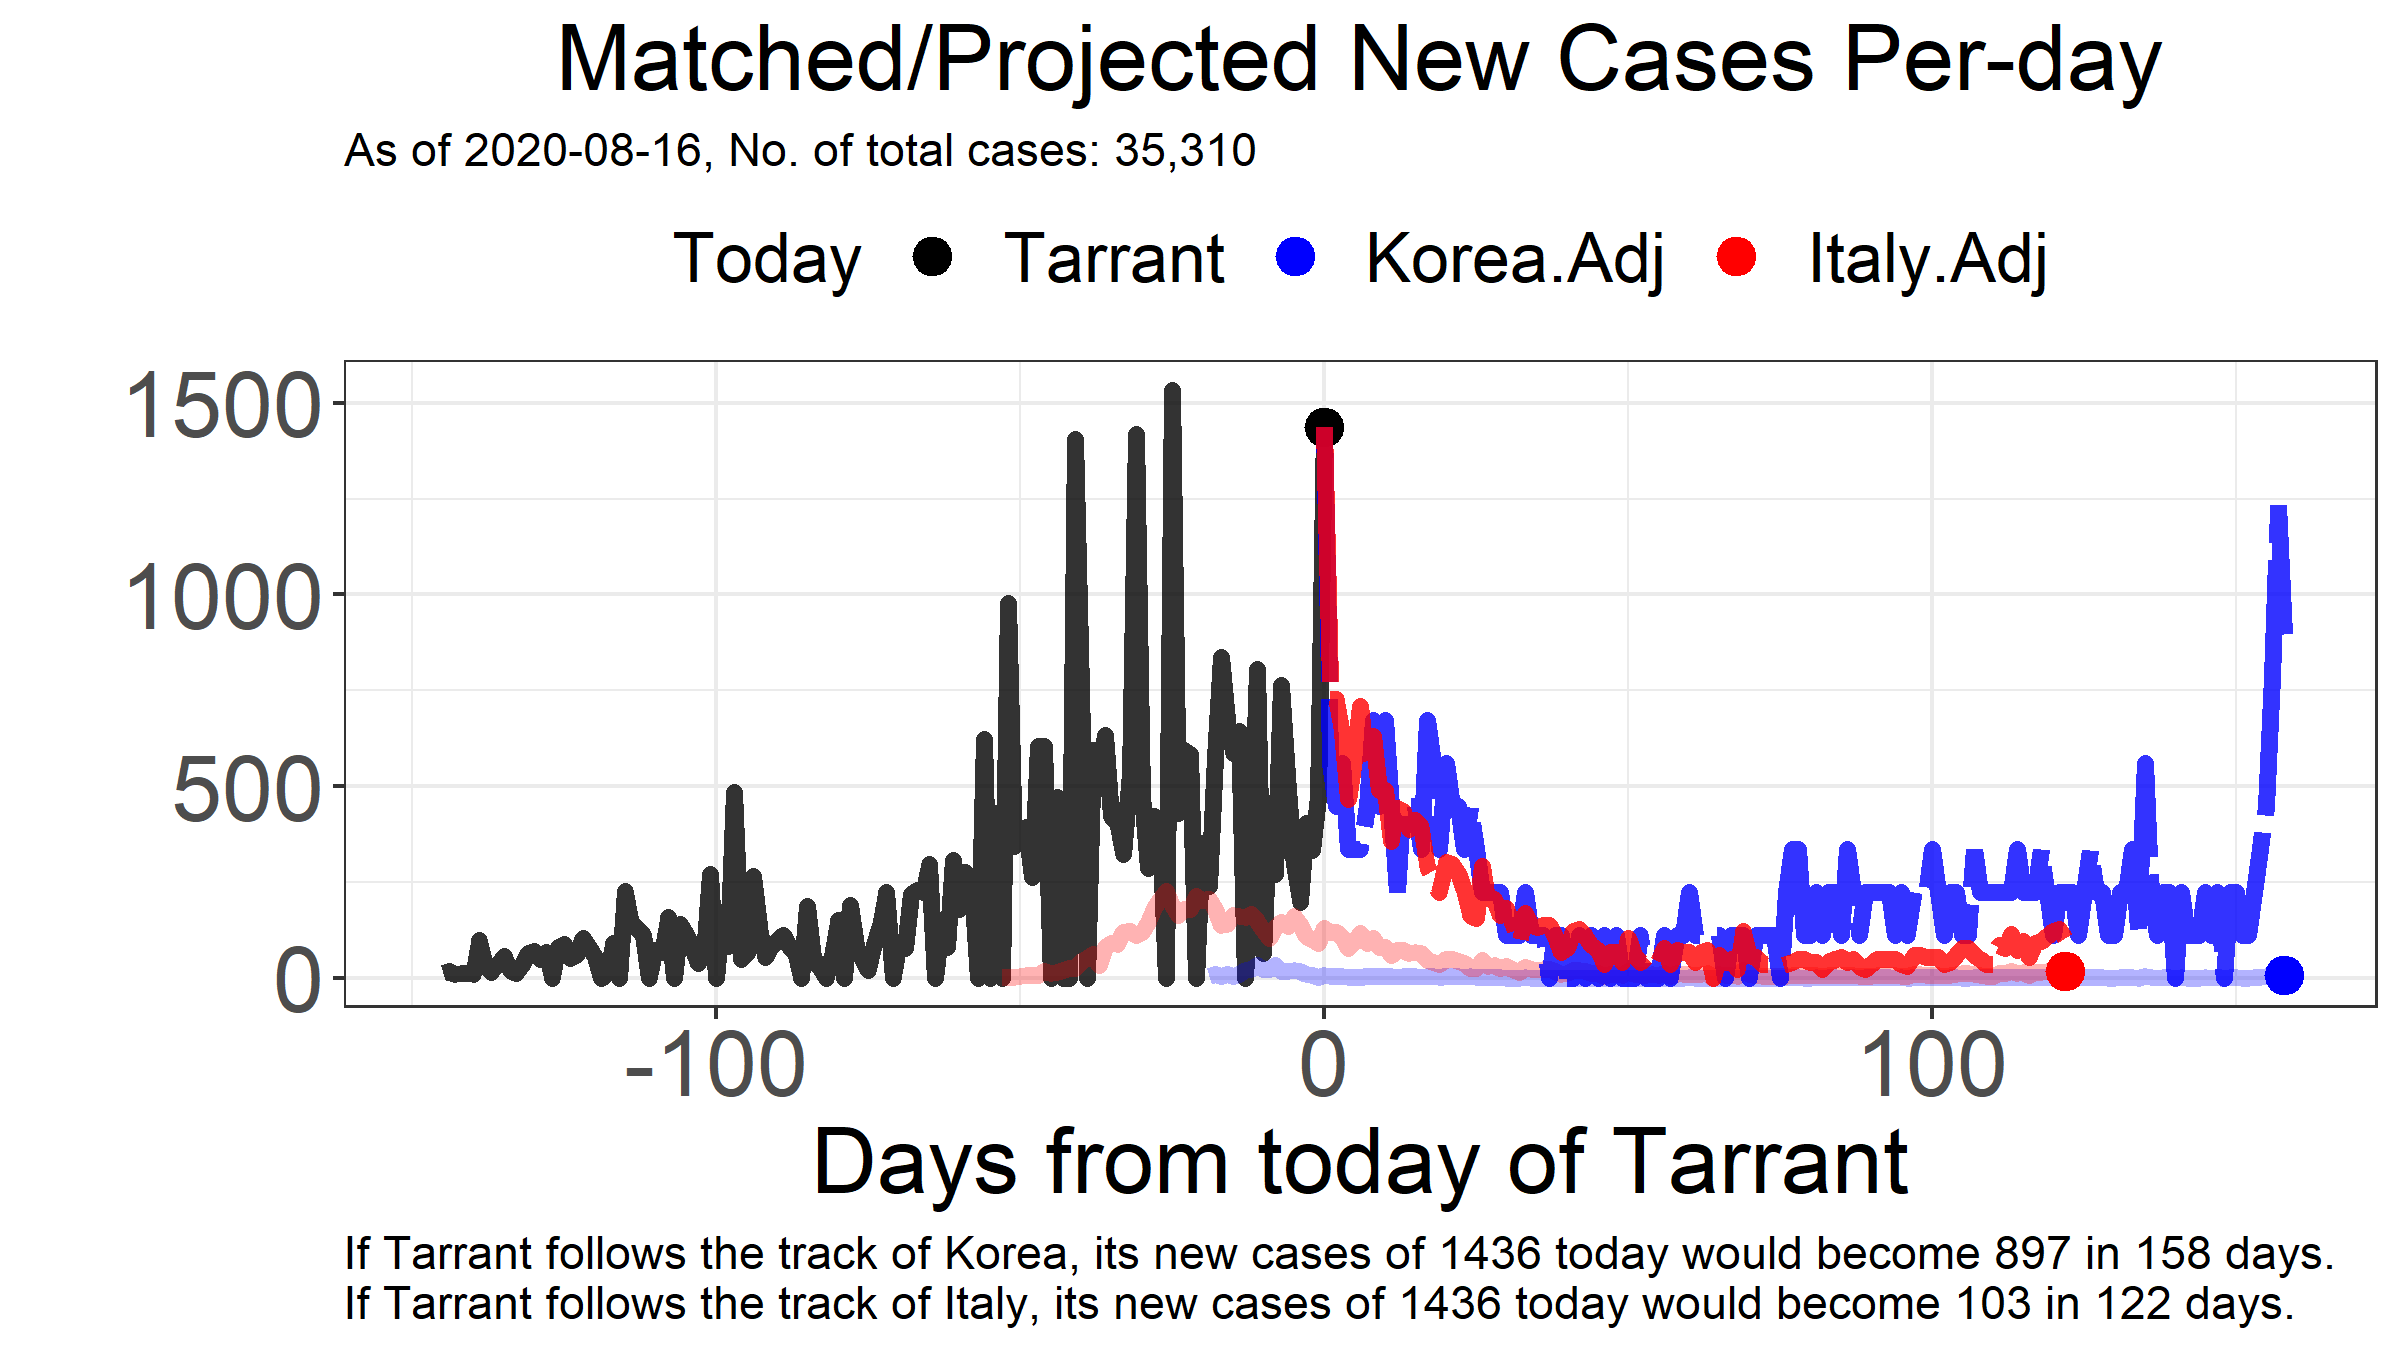 Matched/Projected New Cases Per-day
As of 2020-08-16, No. of total cases: 35,310
Today Tarrant Korea.Adj Italy.Adj
1500
1000
500
0
-100 0 100
Days from today of Tarrant
If Tarrant follows the track of Korea, its new cases of 1436 today would become 897 in 158 days.
If Tarrant follows the track of Italy, its new cases of 1436 today would become 103 in 122 days.